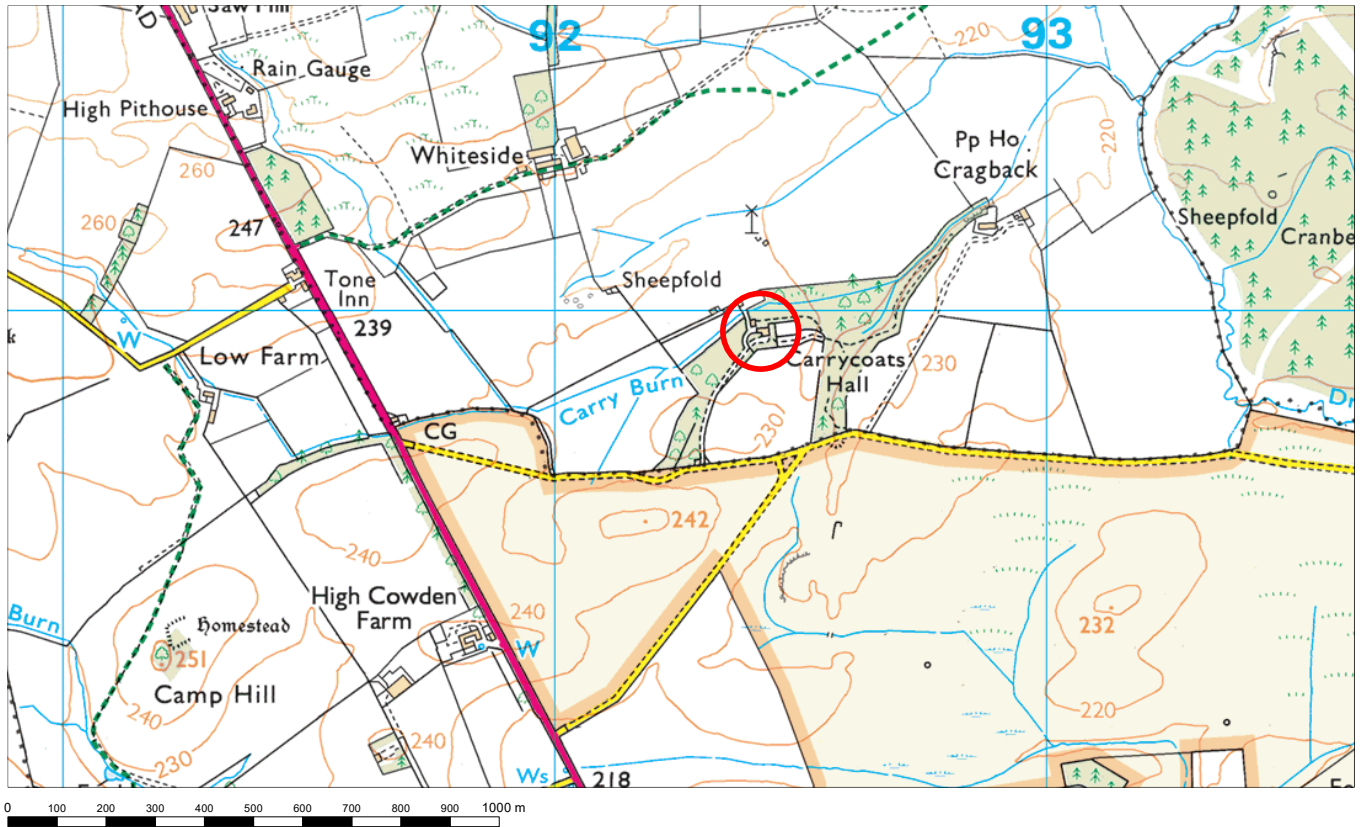 92
93
220
Rain Gauge
High Pithouse
260
Whiteside
Pp Ho
Cragback
220
260
247
Tone
Inn
239
Sheepfold
Sheepfold
W
Low Farm
Carrycoats
Hall
230
Carry Burn
230
CG
242
240
High Cowden
Farm
240
Burn
Homestead
251
232
W
Camp Hill
240
220
240
230
Ws
218
0 100 200 300 400 500 600 700 800 900 1000 m